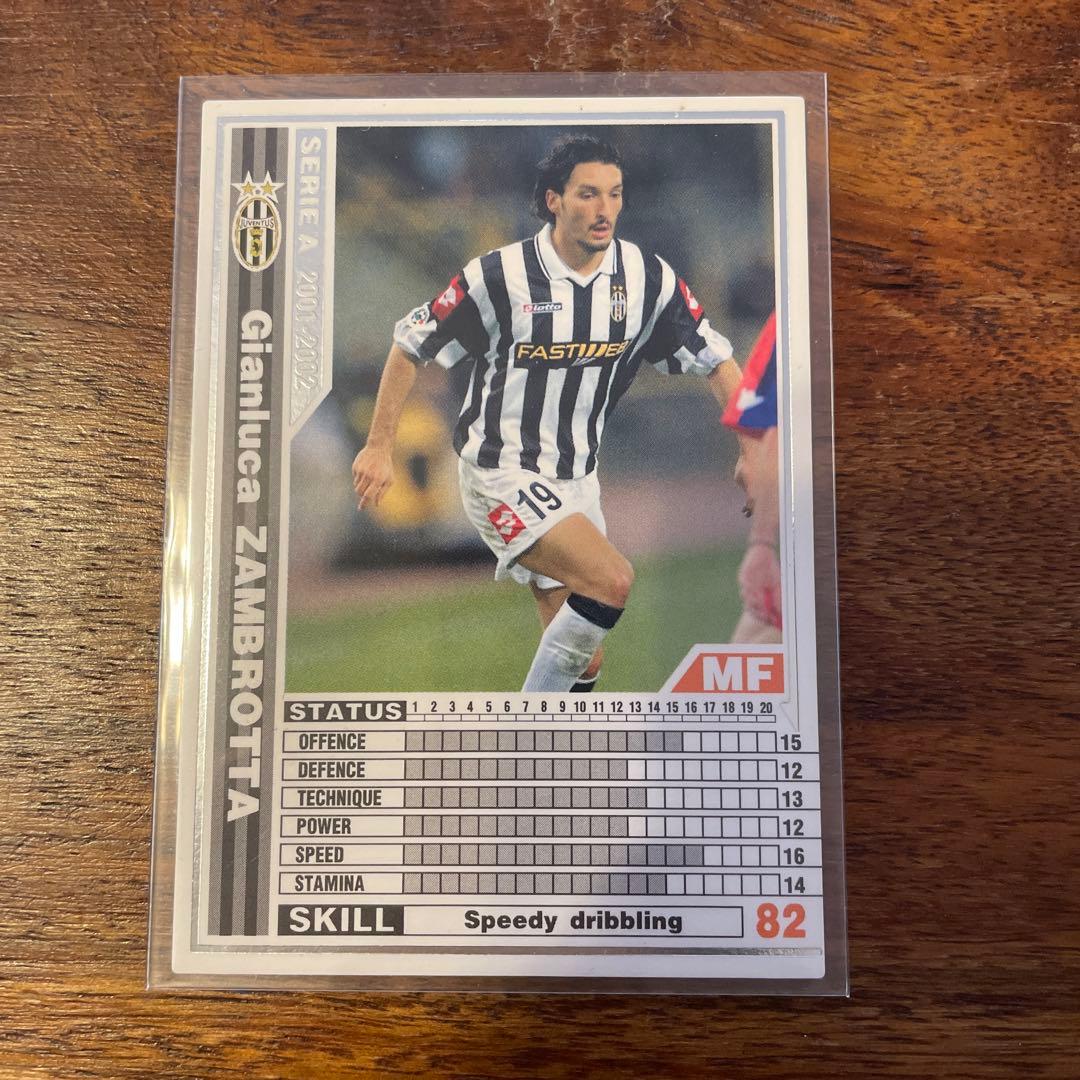 SERIE A 2001-2002
JUVENTUS
Gianluca ZAMBROTTA
lotto
FASTWEB
19
MF
STATUS 1 2 3 4 5 6 7 8 9 10 11 12 13 14 15 16 17 18 19 20
OFFENCE 15
DEFENCE 12
TECHNIQUE 13
POWER 12
SPEED 16
STAMINA 14
SKILL Speedy dribbling 82